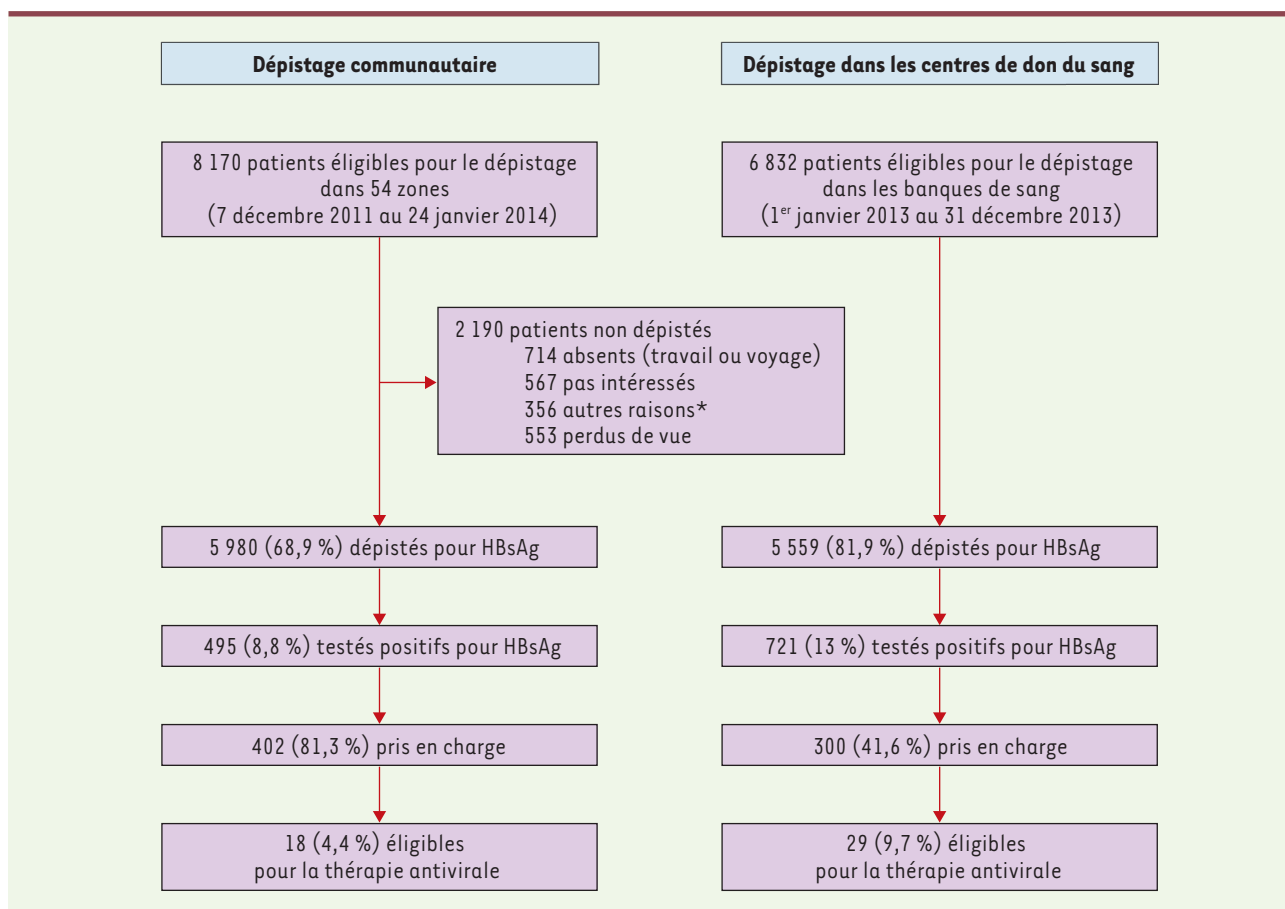 Dépistage communautaire
8 170 patients éligibles pour le dépistage
dans 54 zones
(7 décembre 2011 au 24 janvier 2014)
2 190 patients non dépistés
714 absents (travail ou voyage)
567 pas intéressés
356 autres raisons*
553 perdus de vue
5 980 (68,9 %) dépistés pour HBsAg
495 (8,8 %) testés positifs pour HBsAg
402 (81,3 %) pris en charge
18 (4,4 %) éligibles
pour la thérapie antivirale
Dépistage dans les centres de don du sang
6 832 patients éligibles pour le dépistage
dans les banques de sang
(1er janvier 2013 au 31 décembre 2013)
5 559 (81,9 %) dépistés pour HBsAg
721 (13 %) testés positifs pour HBsAg
300 (41,6 %) pris en charge
29 (9,7 %) éligibles
pour la thérapie antivirale